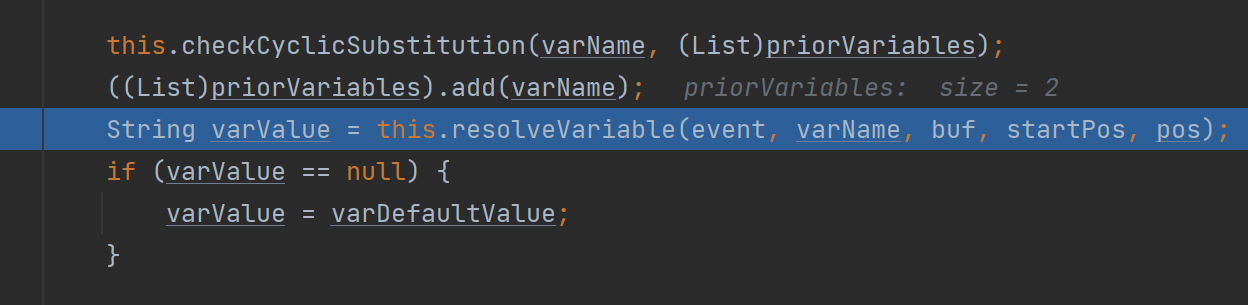 this.checkCyclicSubstitution(varName, (List)priorVariables);
((List)priorVariables).add(varName); priorVariables: size = 2
String varValue = this.resolveVariable(event, varName, buf, startPos, pos);
if (varValue == null) {
varValue = varDefaultValue;
}